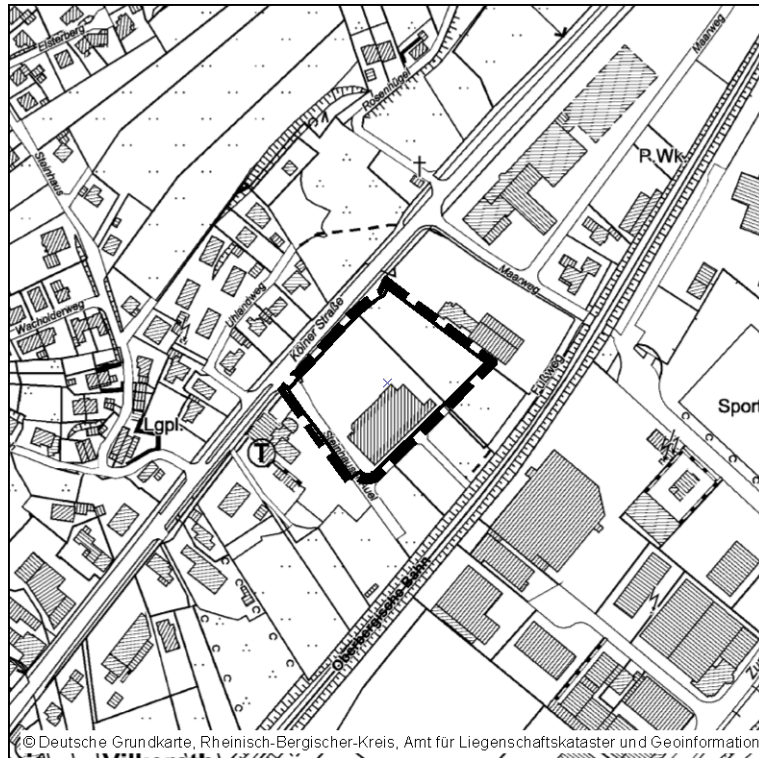 Elsterberg
Maarweg
Rosenhügel
Steinhaus
P.Wk
Maarweg
Uhlandweg
Kölner Straße
Wacholderweg
Fußweg
Sport
Lgpl.
T
Oberbergische Bahn
© Deutsche Grundkarte, Rheinisch-Bergischer-Kreis, Amt für Liegenschaftskataster und Geoinformation